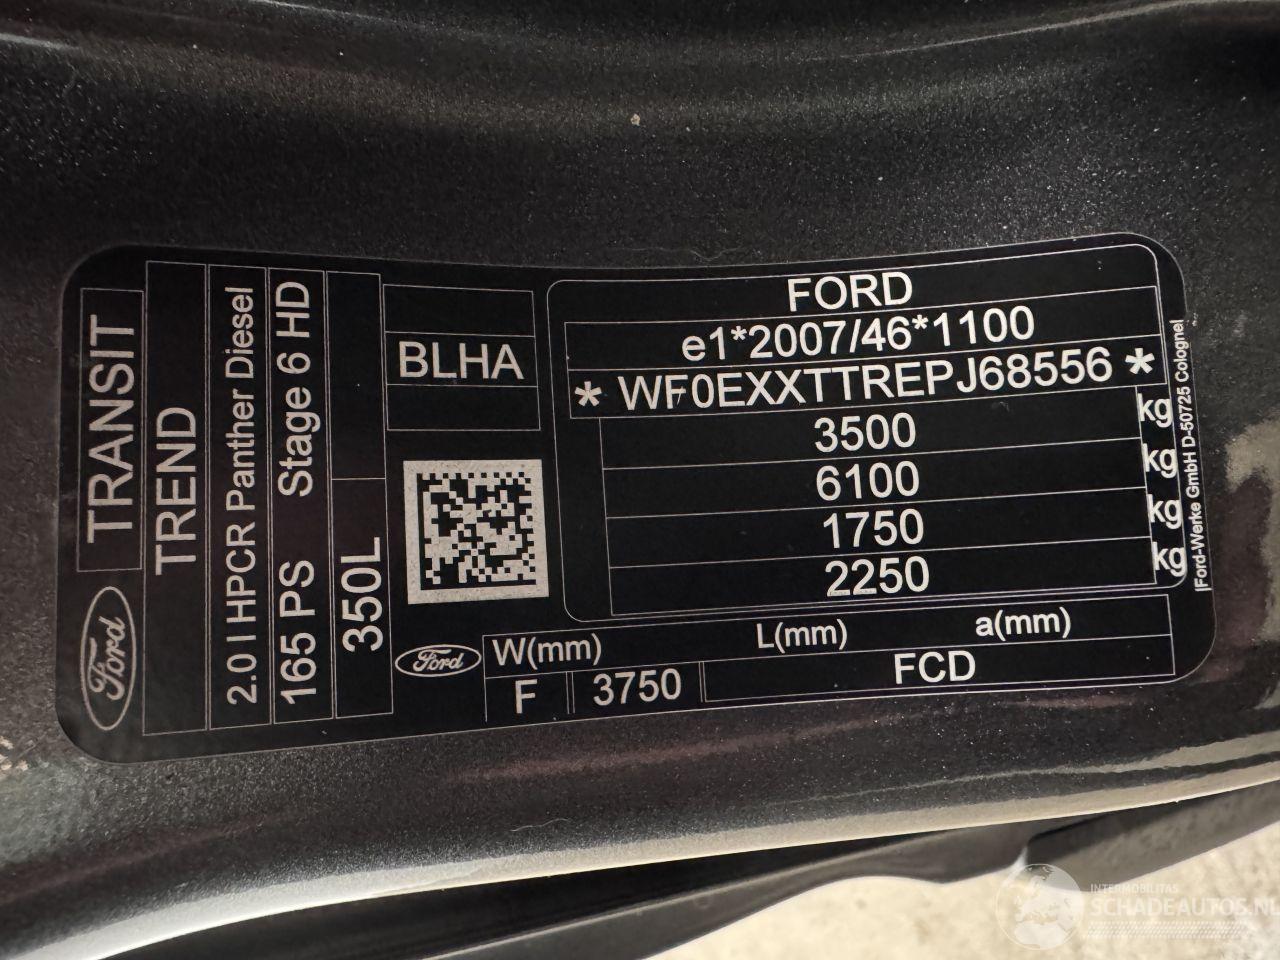 TRANSIT
Ford
TREND
2.0 l HPCR Panther Diesel
165 PS Stage 6 HD
350L
BLHA
Ford
FORD
e1*2007/46*1100
* WF0EXXTTREPJ68556 *
3500 kg
6100 kg
1750 kg
2250 kg
W(mm) L(mm) a(mm)
F 3750 FCD
Ford-Werke GmbH D-50725 Cologne
INTERMOBILITAS
SCHADEAUTOS.NL